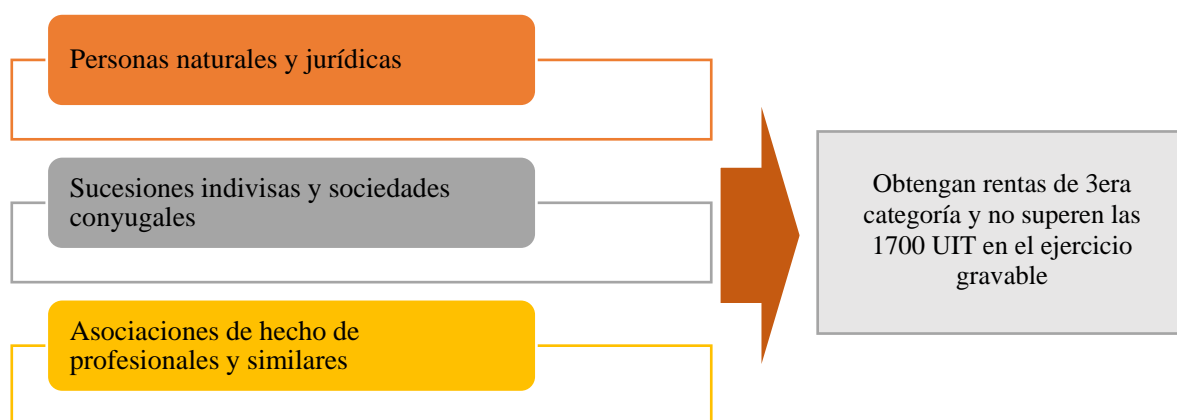 Personas naturales y jurídicas
Sucesiones indivisas y sociedades
conyugales
Asociaciones de hecho de
profesionales y similares
Obtengan rentas de 3era
categoría y no superen las
1700 UIT en el ejercicio
gravable